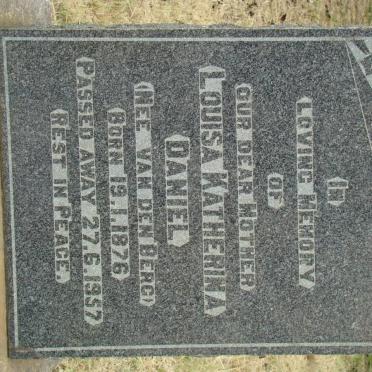 IN
LOVING MEMORY
OF
OUR DEAR MOTHER
LOUISA KATHERINA
DANIEL
(NEE VAN DEN BERG)
BORN 19.1.1876
PASSED AWAY 27.6.1957
REST IN PEACE.